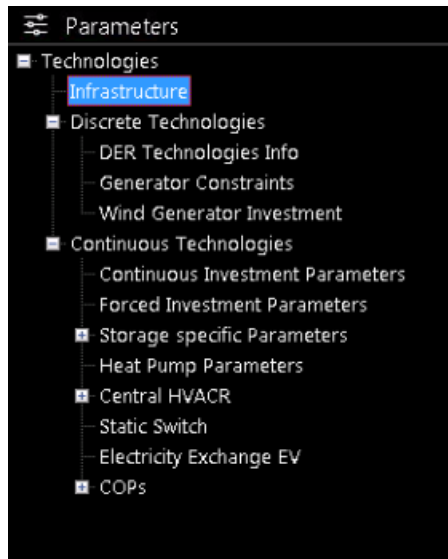 Parameters
Technologies
Infrastructure
Discrete Technologies
DER Technologies Info
Generator Constraints
Wind Generator Investment
Continuous Technologies
Continuous Investment Parameters
Forced Investment Parameters
Storage specific Parameters
Heat Pump Parameters
Central HVACR
Static Switch
Electricity Exchange EV
COPs